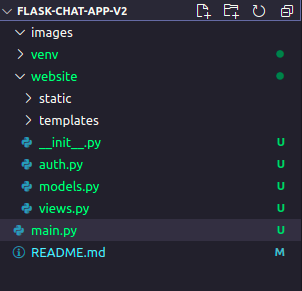 FLASK-CHAT-APP-V2
images
venv
website
static
templates
__init__.py U
auth.py U
models.py U
views.py U
main.py U
README.md M